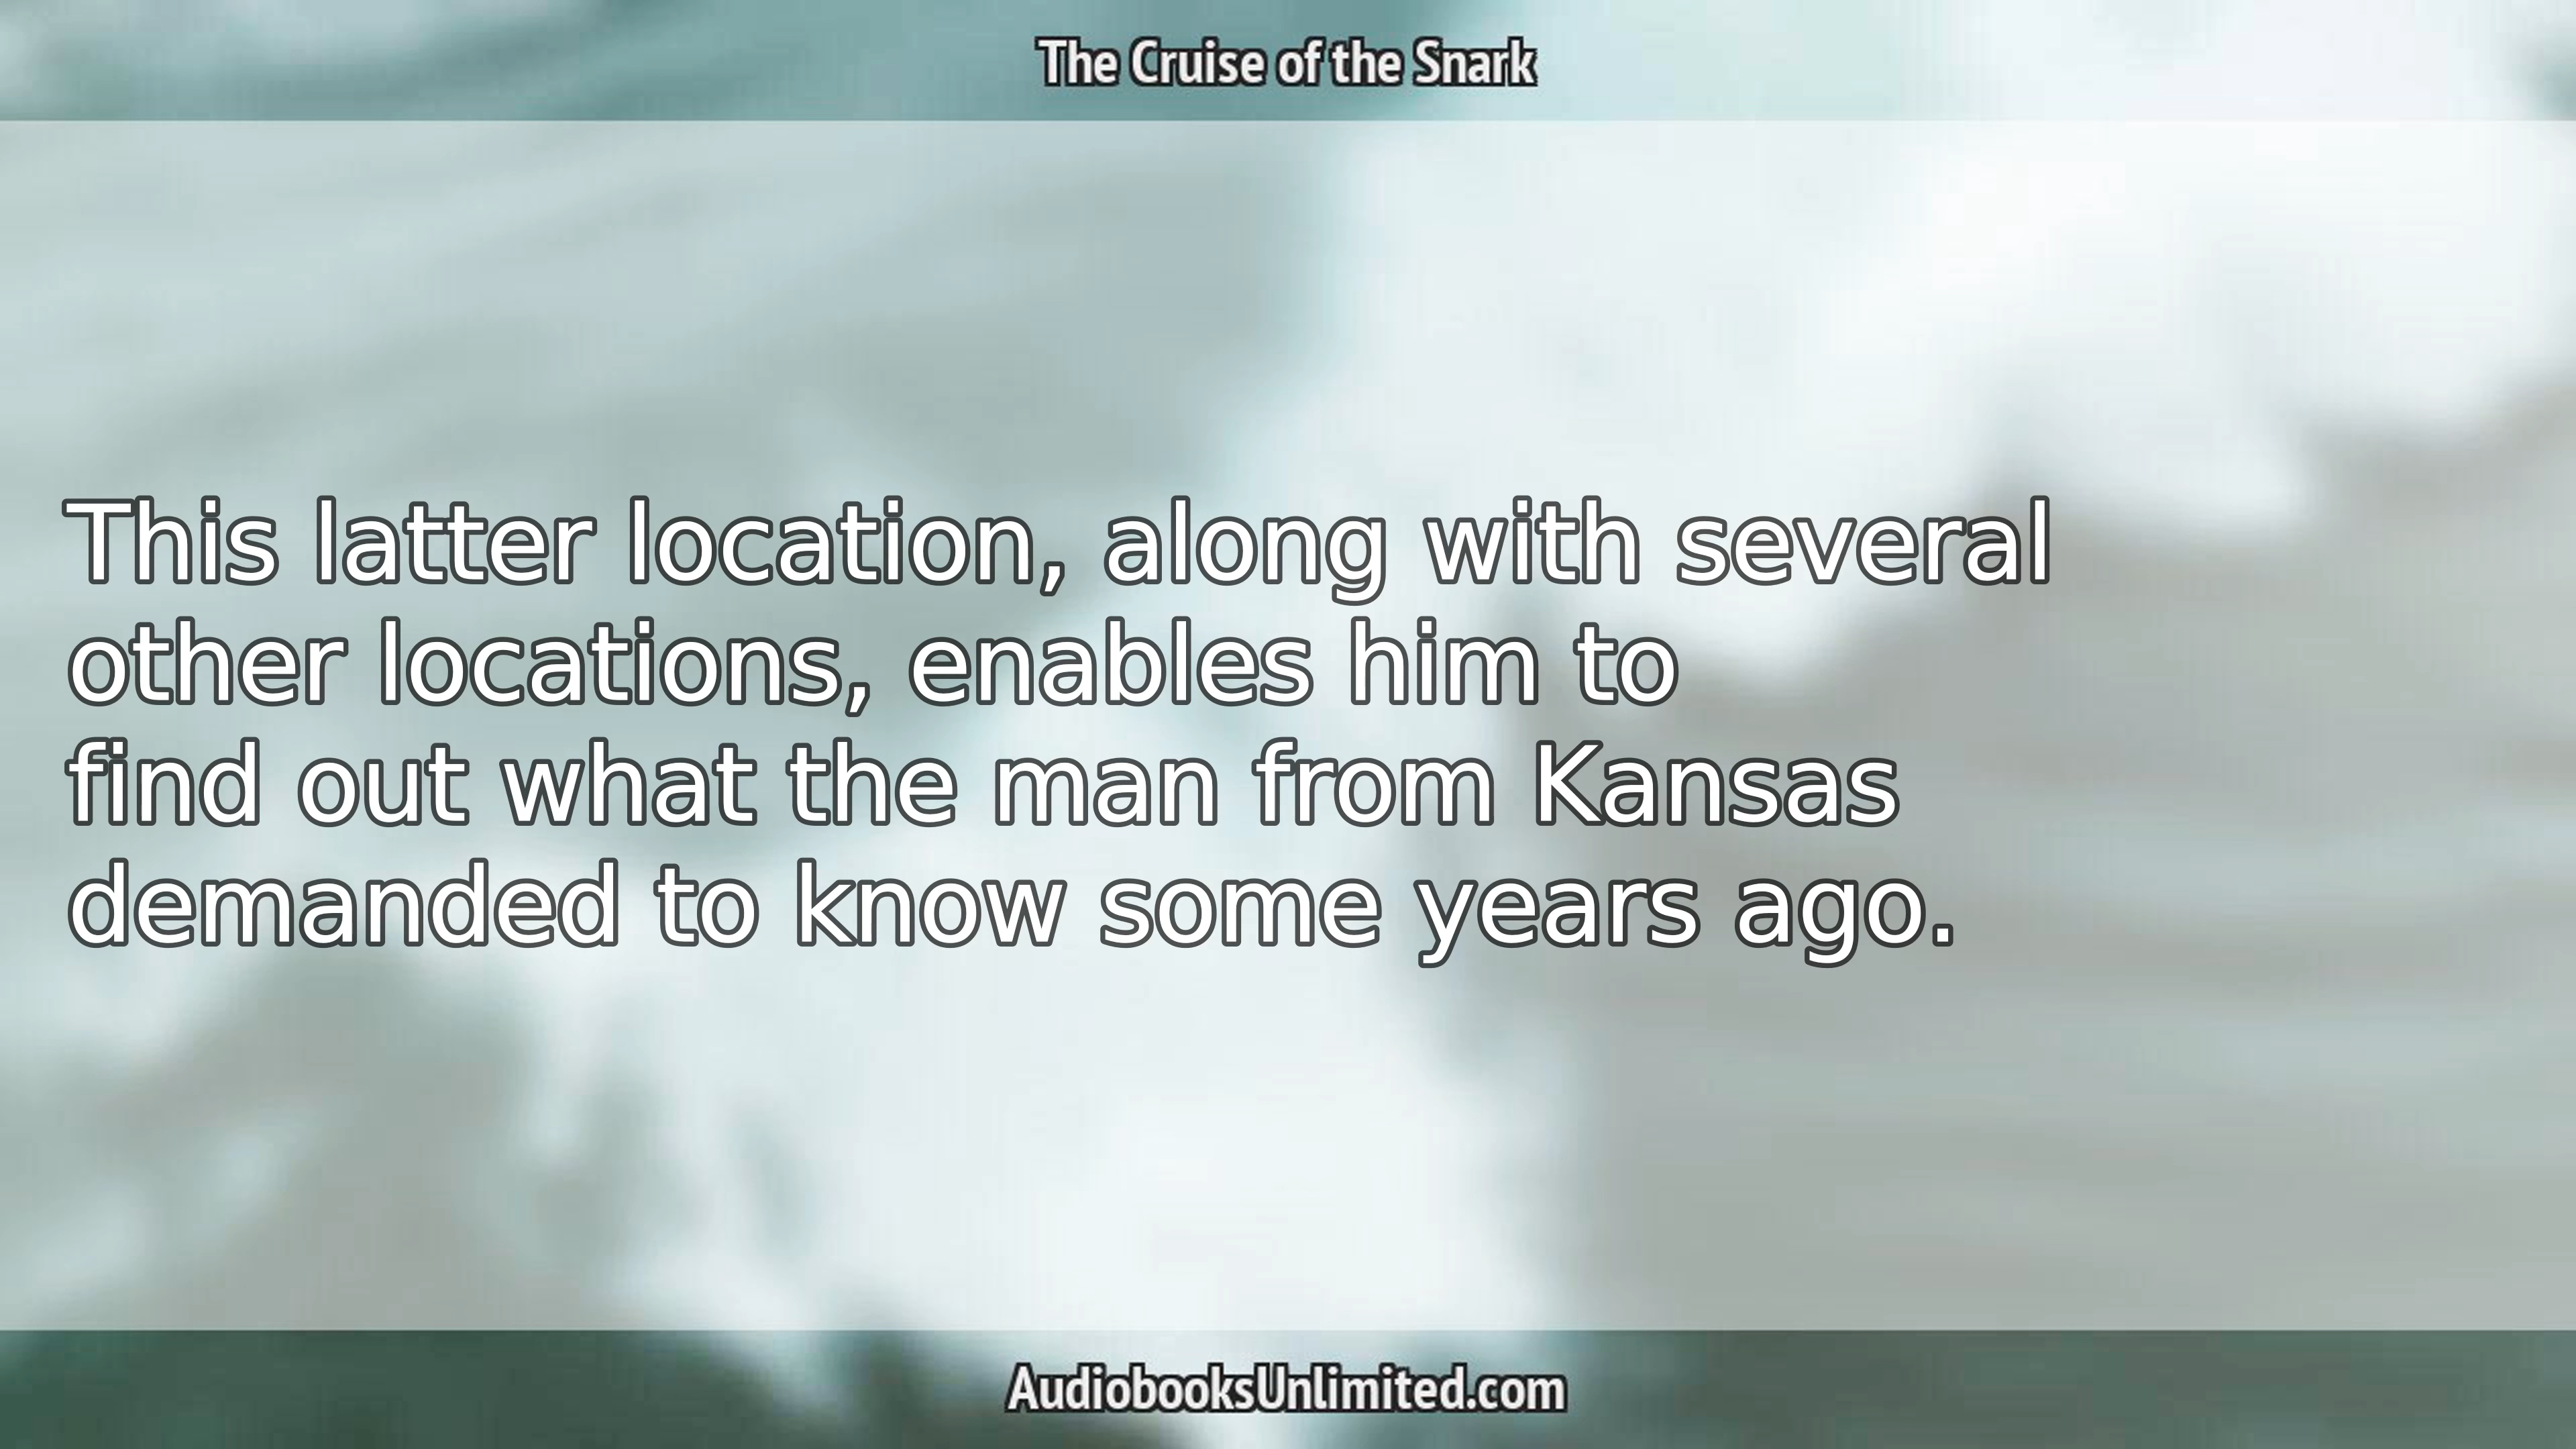 The Cruise of the Snark
This latter location, along with several
other locations, enables him to
find out what the man from Kansas
demanded to know some years ago.
AudiobooksUnlimited.com